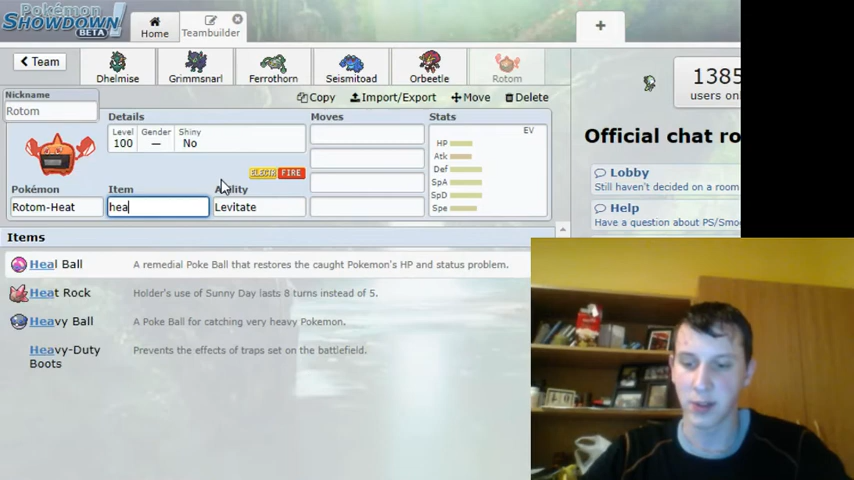 Pokémon
SHOWDOWN!
BETA
Home
Teambuilder
+
< Team
Dhelmise
Grimmsnarl
Ferrothorn
Seismitoad
Orbeetle
Rotom
Copy
Import/Export
Move
Delete
Nickname
Rotom
Details
Level
Gender
Shiny
100
—
No
ELECTR
FIRE
Pokémon
Rotom-Heat
Item
hea
Ability
Levitate
Moves
Stats
EV
HP
Atk
Def
SpA
SpD
Spe
1385
users onl
Official chat ro
Lobby
Still haven't decided on a room
Help
Have a question about PS/Smo
Items
Heal Ball
A remedial Poke Ball that restores the caught Pokemon's HP and status problem.
Heat Rock
Holder's use of Sunny Day lasts 8 turns instead of 5.
Heavy Ball
A Poke Ball for catching very heavy Pokemon.
Heavy-Duty
Boots
Prevents the effects of traps set on the battlefield.